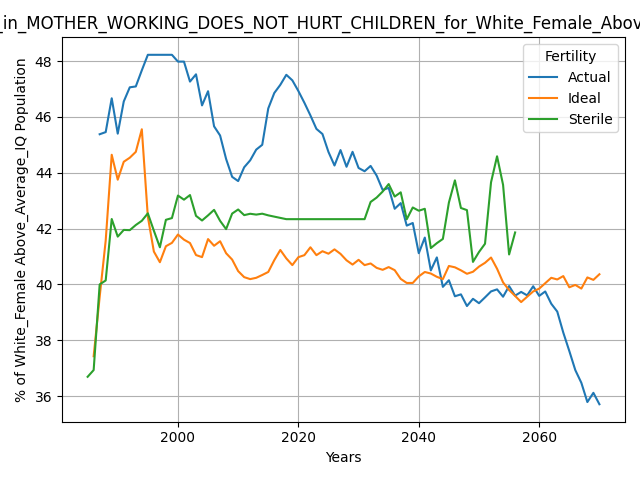 _in_MOTHER_WORKING_DOES_NOT_HURT_CHILDREN_for_White_Female_Abov
Fertility
Actual
Ideal
Sterile
% of White_Female Above_Average_IQ Population
48
46
44
42
40
38
36
2000
2020
2040
2060
Years